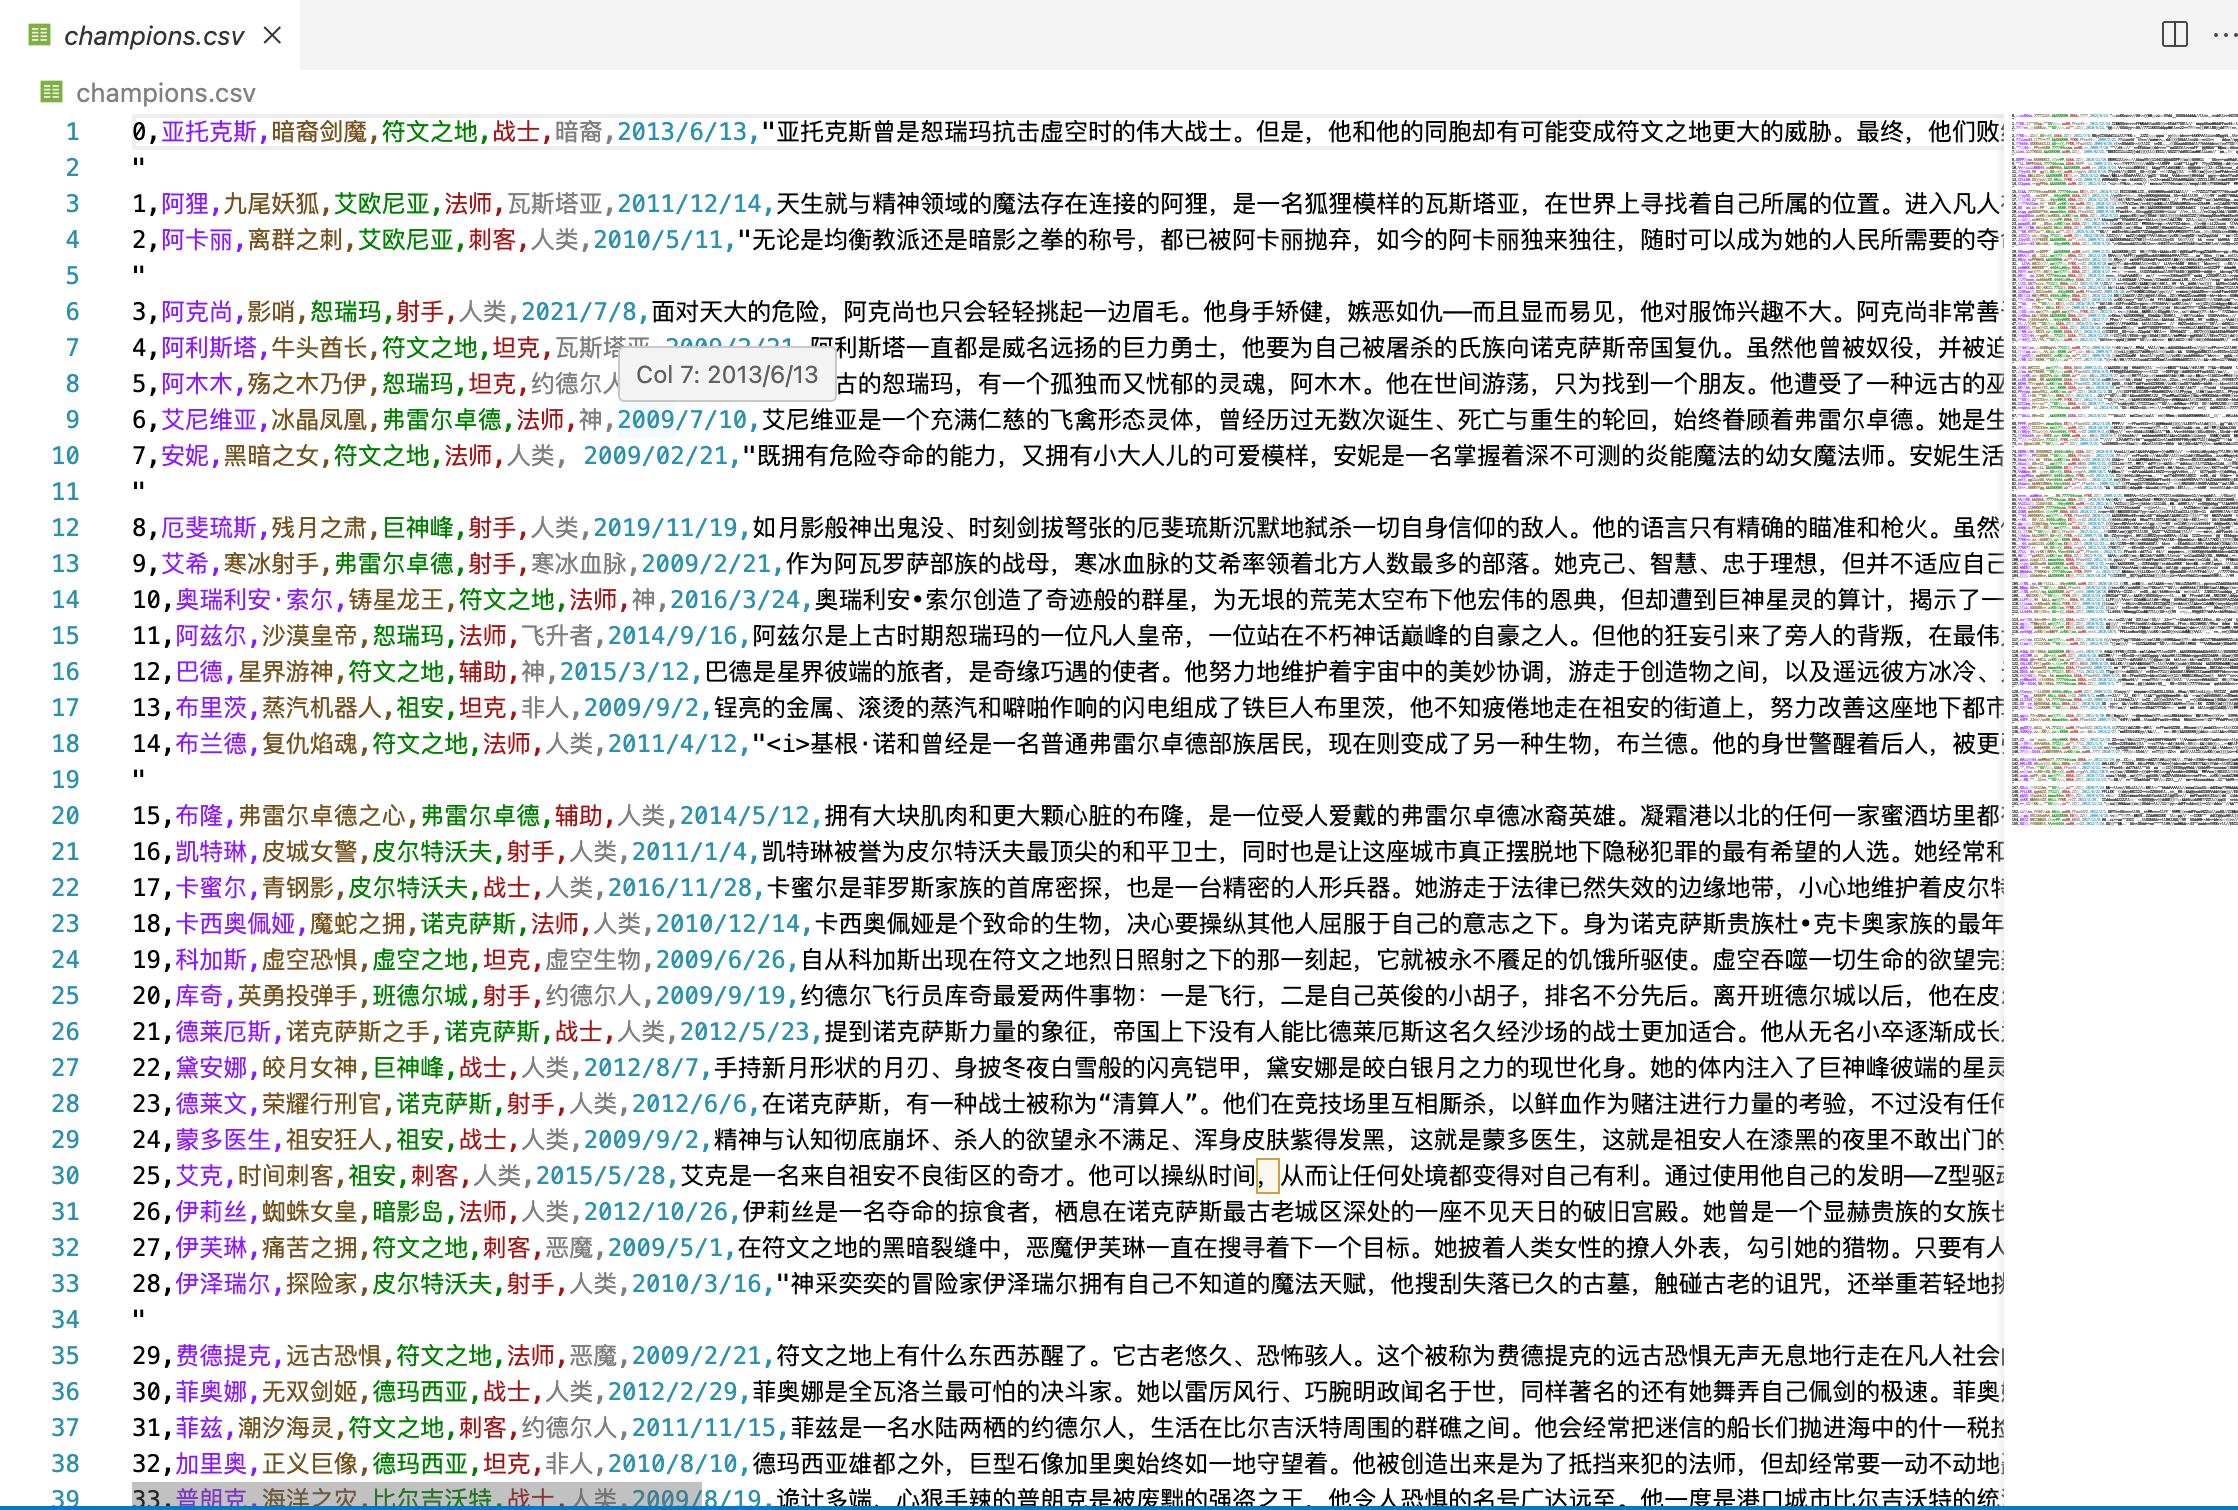 champions.csv
champions.csv
1 0,亚托克斯,暗裔剑魔,符文之地,战士,暗裔,2013/6/13,"亚托克斯曾是恕瑞玛抗击虚空时的伟大战士。但是，他和他的同胞却有可能变成符文之地更大的威胁。最终，他们败
2 "
3 1,阿狸,九尾妖狐,艾欧尼亚,法师,瓦斯塔亚,2011/12/14,天生就与精神领域的魔法存在连接的阿狸，是一名狐狸模样的瓦斯塔亚，在世界上寻找着自己所属的位置。进入凡人
4 2,阿卡丽,离群之刺,艾欧尼亚,刺客,人类,2010/5/11,"无论是均衡教派还是暗影之拳的称号，都已被阿卡丽抛弃，如今的阿卡丽独来独往，随时可以成为她的人民所需要的夺
5 "
6 3,阿克尚,影哨,恕瑞玛,射手,人类,2021/7/8,面对天大的危险，阿克尚也只会轻轻挑起一边眉毛。他身手矫健，嫉恶如仇——而且显而易见，他对服饰兴趣不大。阿克尚非常善
7 4,阿利斯塔,牛头酋长,符文之地,坦克,瓦斯塔亚,2009/2/21,阿利斯塔一直都是威名远扬的巨力勇士，他要为自己被屠杀的氏族向诺克萨斯帝国复仇。虽然他曾被奴役，并被迫
Col 7: 2013/6/13
8 5,阿木木,殇之木乃伊,恕瑞玛,坦克,约德尔人 古的恕瑞玛，有一个孤独而又忧郁的灵魂，阿木木。他在世间游荡，只为找到一个朋友。他遭受了一种远古的巫
9 6,艾尼维亚,冰晶凤凰,弗雷尔卓德,法师,神,2009/7/10,艾尼维亚是一个充满仁慈的飞禽形态灵体，曾经历过无数次诞生、死亡与重生的轮回，始终眷顾着弗雷尔卓德。她是生
10 7,安妮,黑暗之女,符文之地,法师,人类, 2009/02/21,"既拥有危险夺命的能力，又拥有小大人儿的可爱模样，安妮是一名掌握着深不可测的炎能魔法的幼女魔法师。安妮生活
11 "
12 8,厄斐琉斯,残月之肃,巨神峰,射手,人类,2019/11/19,如月影般神出鬼没、时刻剑拔弩张的厄斐琉斯沉默地弑杀一切自身信仰的敌人。他的语言只有精确的瞄准和枪火。虽然
13 9,艾希,寒冰射手,弗雷尔卓德,射手,寒冰血脉,2009/2/21,作为阿瓦罗萨部族的战母，寒冰血脉的艾希率领着北方人数最多的部落。她克己、智慧、忠于理想，但并不适应自己
14 10,奥瑞利安·索尔,铸星龙王,符文之地,法师,神,2016/3/24,奥瑞利安•索尔创造了奇迹般的群星，为无垠的荒芜太空布下他宏伟的恩典，但却遭到巨神星灵的算计，揭示了一
15 11,阿兹尔,沙漠皇帝,恕瑞玛,法师,飞升者,2014/9/16,阿兹尔是上古时期恕瑞玛的一位凡人皇帝，一位站在不朽神话巅峰的自豪之人。但他的狂妄引来了旁人的背叛，在最伟
16 12,巴德,星界游神,符文之地,辅助,神,2015/3/12,巴德是星界彼端的旅者，是奇缘巧遇的使者。他努力地维护着宇宙中的美妙协调，游走于创造物之间，以及遥远彼方冰冷、
17 13,布里茨,蒸汽机器人,祖安,坦克,非人,2009/9/2,锃亮的金属、滚烫的蒸汽和噼啪作响的闪电组成了铁巨人布里茨，他不知疲倦地走在祖安的街道上，努力改善这座地下都市
18 14,布兰德,复仇焰魂,符文之地,法师,人类,2011/4/12,"<i>基根·诺和曾经是一名普通弗雷尔卓德部族居民，现在则变成了另一种生物，布兰德。他的身世警醒着后人，被更
19 "
20 15,布隆,弗雷尔卓德之心,弗雷尔卓德,辅助,人类,2014/5/12,拥有大块肌肉和更大颗心脏的布隆，是一位受人爱戴的弗雷尔卓德冰裔英雄。凝霜港以北的任何一家蜜酒坊里都
21 16,凯特琳,皮城女警,皮尔特沃夫,射手,人类,2011/1/4,凯特琳被誉为皮尔特沃夫最顶尖的和平卫士，同时也是让这座城市真正摆脱地下隐秘犯罪的最有希望的人选。她经常和
22 17,卡蜜尔,青钢影,皮尔特沃夫,战士,人类,2016/11/28,卡蜜尔是菲罗斯家族的首席密探，也是一台精密的人形兵器。她游走于法律已然失效的边缘地带，小心地维护着皮尔特
23 18,卡西奥佩娅,魔蛇之拥,诺克萨斯,法师,人类,2010/12/14,卡西奥佩娅是个致命的生物，决心要操纵其他人屈服于自己的意志之下。身为诺克萨斯贵族杜•克卡奥家族的最年
24 19,科加斯,虚空恐惧,虚空之地,坦克,虚空生物,2009/6/26,自从科加斯出现在符文之地烈日照射之下的那一刻起，它就被永不餍足的饥饿所驱使。虚空吞噬一切生命的欲望完
25 20,库奇,英勇投弹手,班德尔城,射手,约德尔人,2009/9/19,约德尔飞行员库奇最爱两件事物：一是飞行，二是自己英俊的小胡子，排名不分先后。离开班德尔城以后，他在皮
26 21,德莱厄斯,诺克萨斯之手,诺克萨斯,战士,人类,2012/5/23,提到诺克萨斯力量的象征，帝国上下没有人能比德莱厄斯这名久经沙场的战士更加适合。他从无名小卒逐渐成长
27 22,黛安娜,皎月女神,巨神峰,战士,人类,2012/8/7,手持新月形状的月刃、身披冬夜白雪般的闪亮铠甲，黛安娜是皎白银月之力的现世化身。她的体内注入了巨神峰彼端的星灵
28 23,德莱文,荣耀行刑官,诺克萨斯,射手,人类,2012/6/6,在诺克萨斯，有一种战士被称为“清算人”。他们在竞技场里互相厮杀，以鲜血作为赌注进行力量的考验，不过没有任何
29 24,蒙多医生,祖安狂人,祖安,战士,人类,2009/9/2,精神与认知彻底崩坏、杀人的欲望永不满足、浑身皮肤紫得发黑，这就是蒙多医生，这就是祖安人在漆黑的夜里不敢出门的
30 25,艾克,时间刺客,祖安,刺客,人类,2015/5/28,艾克是一名来自祖安不良街区的奇才。他可以操纵时间，从而让任何处境都变得对自己有利。通过使用他自己的发明——Z型驱动
31 26,伊莉丝,蜘蛛女皇,暗影岛,法师,人类,2012/10/26,伊莉丝是一名夺命的掠食者，栖息在诺克萨斯最古老城区深处的一座不见天日的破旧宫殿。她曾是一个显赫贵族的女族长
32 27,伊芙琳,痛苦之拥,符文之地,刺客,恶魔,2009/5/1,在符文之地的黑暗裂缝中，恶魔伊芙琳一直在搜寻着下一个目标。她披着人类女性的撩人外表，勾引她的猎物。只要有人
33 28,伊泽瑞尔,探险家,皮尔特沃夫,射手,人类,2010/3/16,"神采奕奕的冒险家伊泽瑞尔拥有自己不知道的魔法天赋，他搜刮失落已久的古墓，触碰古老的诅咒，还举重若轻地
34 "
35 29,费德提克,远古恐惧,符文之地,法师,恶魔,2009/2/21,符文之地上有什么东西苏醒了。它古老悠久、恐怖骇人。这个被称为费德提克的远古恐惧无声无息地行走在凡人社会
36 30,菲奥娜,无双剑姬,德玛西亚,战士,人类,2012/2/29,菲奥娜是全瓦洛兰最可怕的决斗家。她以雷厉风行、巧腕明政闻名于世，同样著名的还有她舞弄自己佩剑的极速。菲奥
37 31,菲兹,潮汐海灵,符文之地,刺客,约德尔人,2011/11/15,菲兹是一名水陆两栖的约德尔人，生活在比尔吉沃特周围的群礁之间。他会经常把迷信的船长们抛进海中的什一税捡
38 32,加里奥,正义巨像,德玛西亚,坦克,非人,2010/8/10,德玛西亚雄都之外，巨型石像加里奥始终如一地守望着。他被创造出来是为了抵挡来犯的法师，但却经常要一动不动地
39 33,普朗克,海洋之灾,比尔吉沃特,战士,人类,2009/8/19,诡计多端、心狠手辣的普朗克是被废黜的强盗之王，他令人恐惧的名号广达远至。他一度是港口城市比尔吉沃特的统